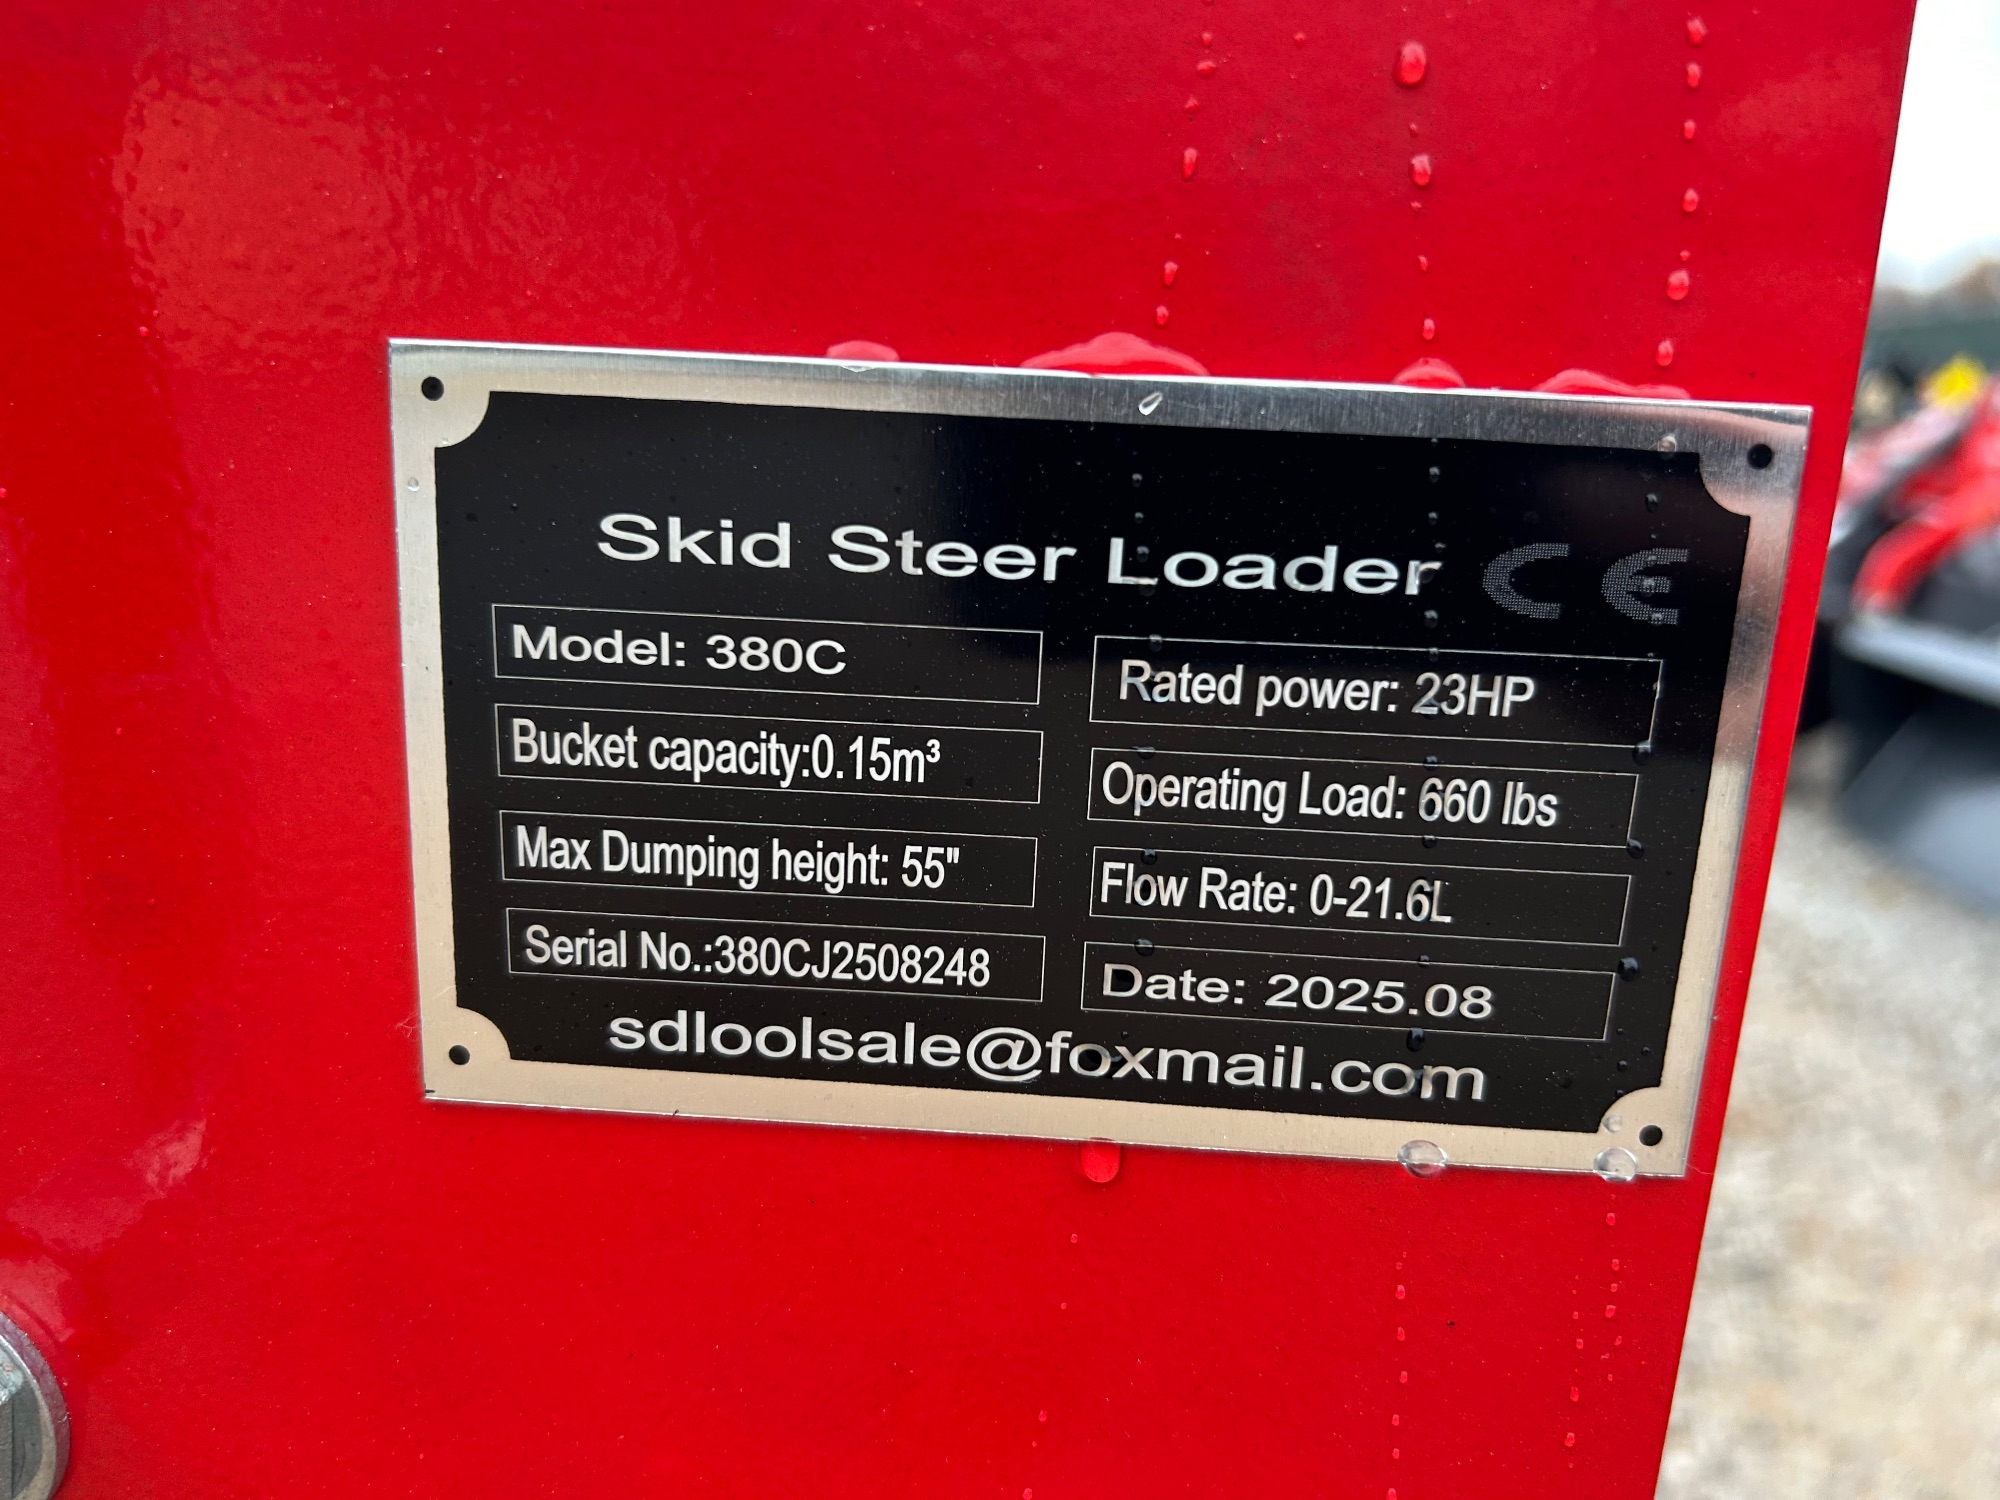 Skid Steer Loader CE
Model: 380C
Rated power: 23HP
Bucket capacity:0.15m³
Operating Load: 660 lbs
Max Dumping height: 55"
Flow Rate: 0-21.6L
Serial No.:380CJ2508248
Date: 2025.08
sdloolsale@foxmail.com